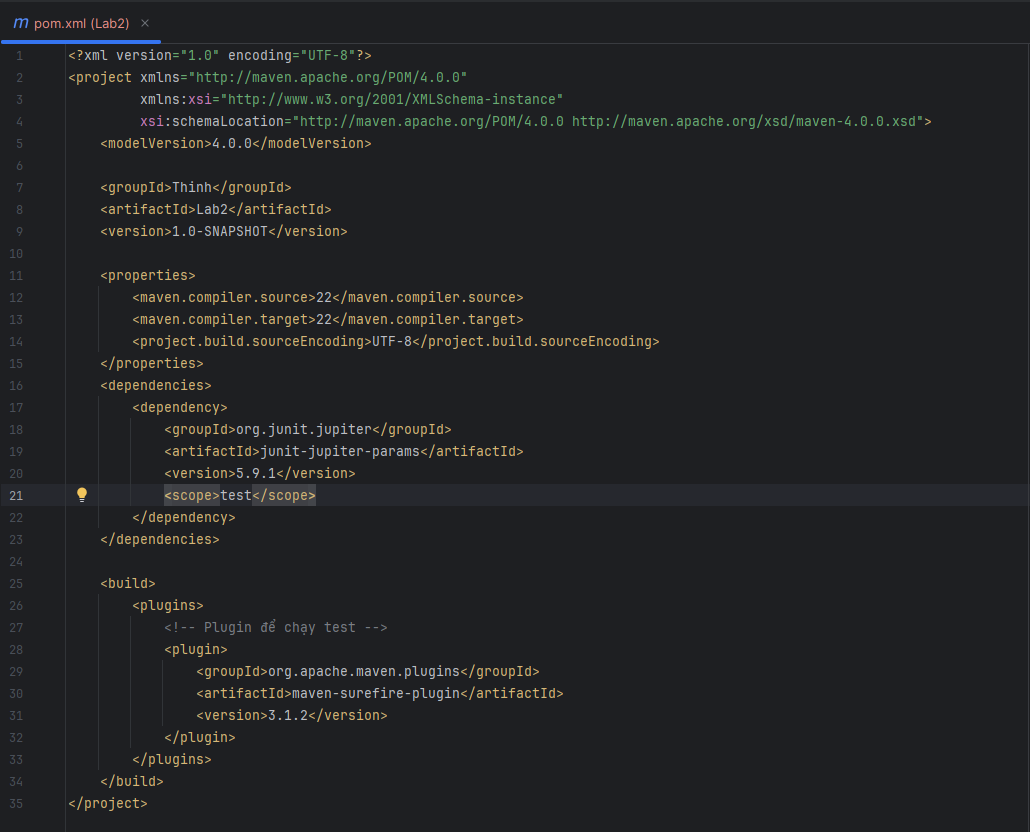 m pom.xml (Lab2) ×
1 <?xml version="1.0" encoding="UTF-8"?>
2 <project xmlns="http://maven.apache.org/POM/4.0.0"
3          xmlns:xsi="http://www.w3.org/2001/XMLSchema-instance"
4          xsi:schemaLocation="http://maven.apache.org/POM/4.0.0 http://maven.apache.org/xsd/maven-4.0.0.xsd">
5     <modelVersion>4.0.0</modelVersion>
6
7     <groupId>Thinh</groupId>
8     <artifactId>Lab2</artifactId>
9     <version>1.0-SNAPSHOT</version>
10
11     <properties>
12         <maven.compiler.source>22</maven.compiler.source>
13         <maven.compiler.target>22</maven.compiler.target>
14         <project.build.sourceEncoding>UTF-8</project.build.sourceEncoding>
15     </properties>
16     <dependencies>
17         <dependency>
18             <groupId>org.junit.jupiter</groupId>
19             <artifactId>junit-jupiter-params</artifactId>
20             <version>5.9.1</version>
21             <scope>test</scope>
22         </dependency>
23     </dependencies>
24
25     <build>
26         <plugins>
27             <!-- Plugin để chạy test -->
28             <plugin>
29                 <groupId>org.apache.maven.plugins</groupId>
30                 <artifactId>maven-surefire-plugin</artifactId>
31                 <version>3.1.2</version>
32             </plugin>
33         </plugins>
34     </build>
35 </project>